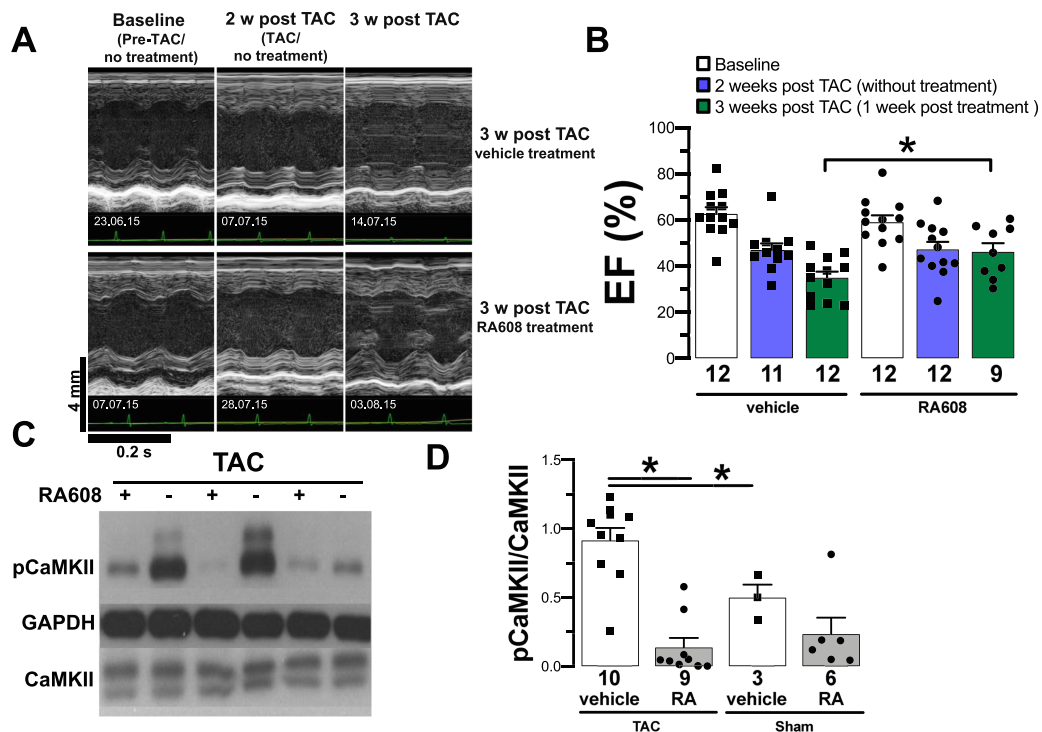 A
Baseline
(Pre-TAC/
no treatment)
2 w post TAC
(TAC/
no treatment)
3 w post TAC
3 w post TAC
vehicle treatment
23.06.15
07.07.15
14.07.15
3 w post TAC
RA608 treatment
07.07.15
28.07.15
03.08.15
4 mm
0.2 s
B
Baseline
2 weeks post TAC (without treatment)
3 weeks post TAC (1 week post treatment )
EF (%)
100
80
60
40
20
0
*
12 11 12 12 12 9
vehicle RA608
C
TAC
RA608 + - + - + -
pCaMKII
GAPDH
CaMKII
D
pCaMKII/CaMKII
1.5
1.0
0.5
0.0
* *
10 9 3 6
vehicle RA vehicle RA
TAC Sham